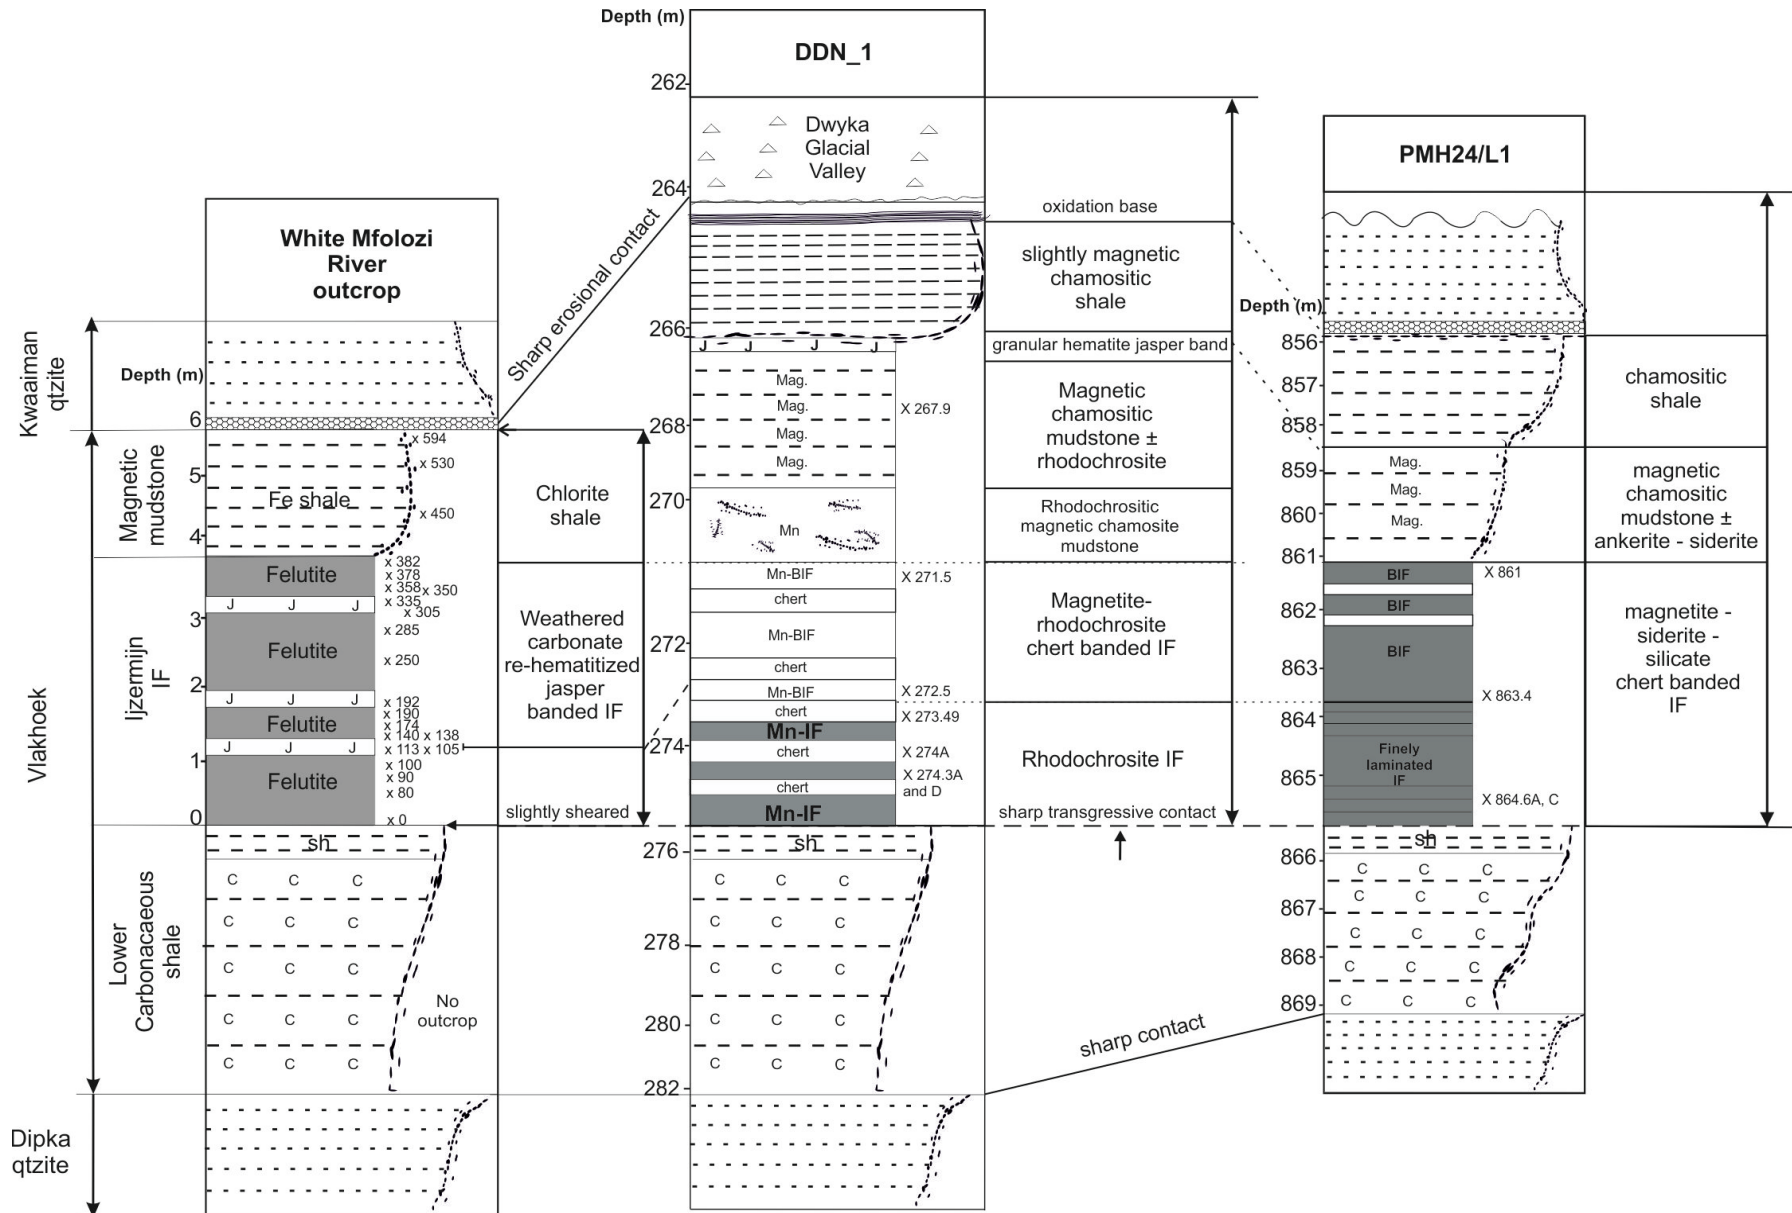 Depth (m)
DDN_1
262
Dwyka
Glacial
Valley
264
oxidation base
slightly magnetic
chamositic
shale
266
granular hematite jasper band
J J J J
Mag.
Mag.
Mag.
Mag.
X 267.9
268
Magnetic
chamositic
mudstone ±
rhodochrosite
270
Mn
Rhodochrositic
magnetic chamosite
mudstone
Mn-BIF
X 271.5
chert
Mn-BIF
272
chert
Mn-BIF
X 272.5
chert
X 273.49
Magnetite-
rhodochrosite
chert banded IF
Mn-IF
274
chert
X 274A
X 274.3A
and D
chert
Mn-IF
Rhodochrosite IF
sharp transgressive contact
sh
276
C C C
C C C
278
C C C
280
C C C
C C C
282
sharp contact
White Mfolozi
River
outcrop
Sharp erosional contact
Kwaaiman
qtzite
Depth (m)
6
Magnetic
mudstone
x 594
x 530
5
Fe shale
x 450
4
Chlorite
shale
Vlakhoek
Ijzermijn
IF
Felutite
x 382
x 378
x 358 x 350
J J J
x 335
x 305
3
x 285
Felutite
x 250
2
J J J
x 192
x 190
Felutite
x 174
x 140 x 138
J J J
x 113 x 105
1
x 100
Felutite
x 90
x 80
0
x 0
Weathered
carbonate
re-hematitized
jasper
banded IF
slightly sheared
Lower
Carbonacaeous
shale
sh
C C C
C C C
C C C
C C C
C C C
No
outcrop
Dipka
qtzite
PMH24/L1
Depth (m)
856
857
858
chamositic
shale
859
860
861
Mag.
Mag.
Mag.
magnetic
chamositic
mudstone ±
ankerite - siderite
BIF
X 861
862
BIF
BIF
863
X 863.4
864
Finely
laminated
IF
865
X 864.6A, C
magnetite -
siderite -
silicate
chert banded
IF
sh
866
C C C
C C C
867
C C C
868
C C C
869
C C C